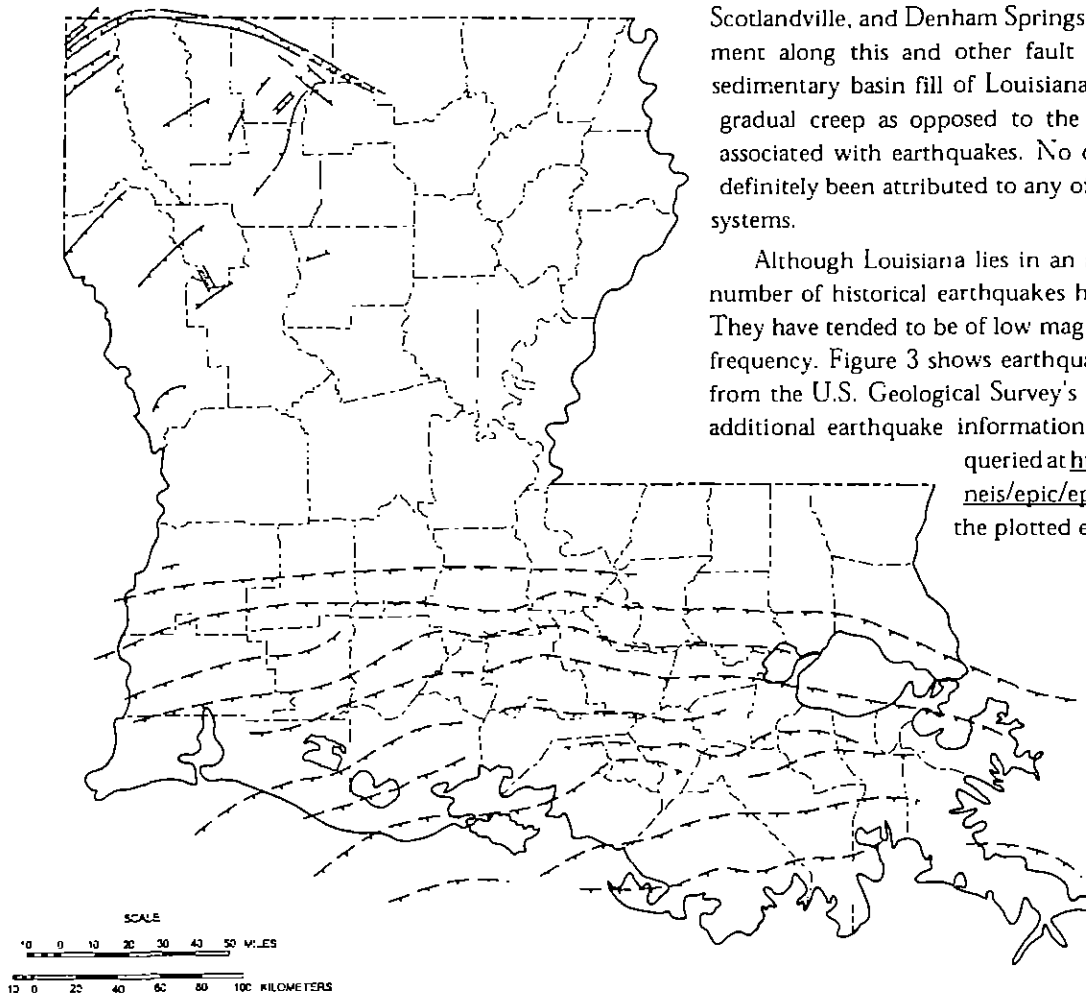 Scotlandville, and Denham Springs
ment along this and other fault
sedimentary basin fill of Louisiana
gradual creep as opposed to the
associated with earthquakes. No
definitely been attributed to any
systems.
Although Louisiana lies in an
number of historical earthquakes
They have tended to be of low
frequency. Figure 3 shows
from the U.S. Geological Survey's
additional earthquake information
queried at
neis/epic/
the plotted
SCALE
10 0 10 20 30 40 50 MILES
10 0 20 40 60 80 100 KILOMETERS